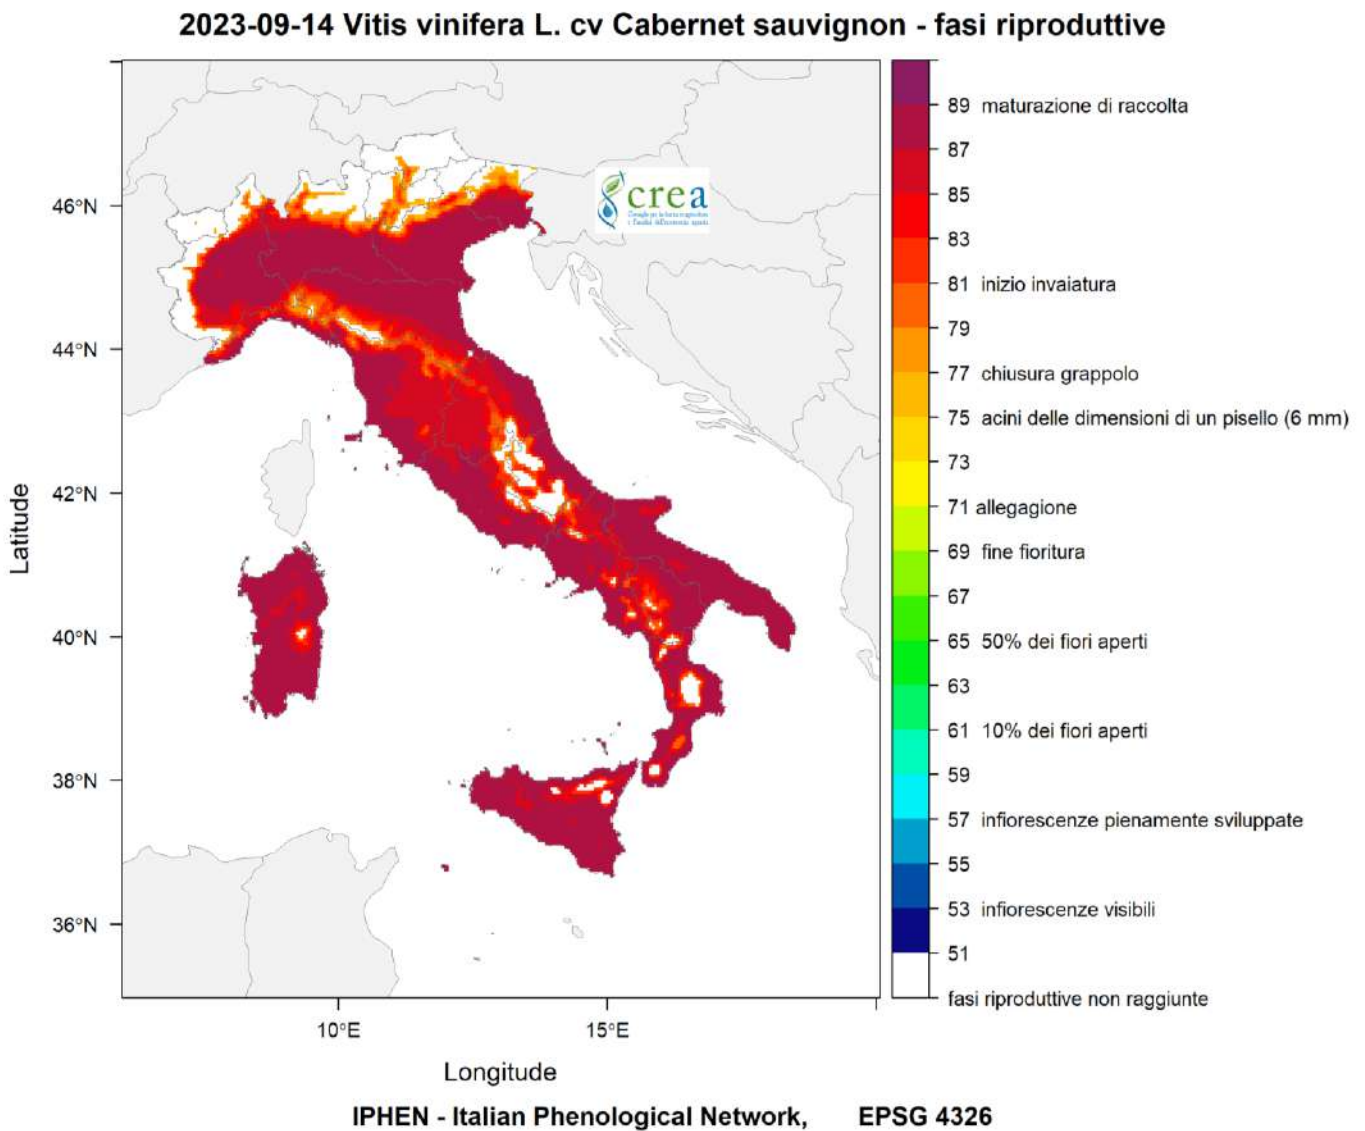 2023-09-14 Vitis vinifera L. cv Cabernet sauvignon - fasi riproduttive
89 maturazione di raccolta
87
85
83
81 inizio invaiatura
79
77 chiusura grappolo
75 acini delle dimensioni di un pisello (6 mm)
73
71 allegagione
69 fine fioritura
67
65 50% dei fiori aperti
63
61 10% dei fiori aperti
59
57 infiorescenze pienamente sviluppate
55
53 infiorescenze visibili
51
fasi riproduttive non raggiunte
crea
46°N
44°N
42°N
40°N
38°N
36°N
Latitude
10°E
15°E
Longitude
IPHEN - Italian Phenological Network, EPSG 4326